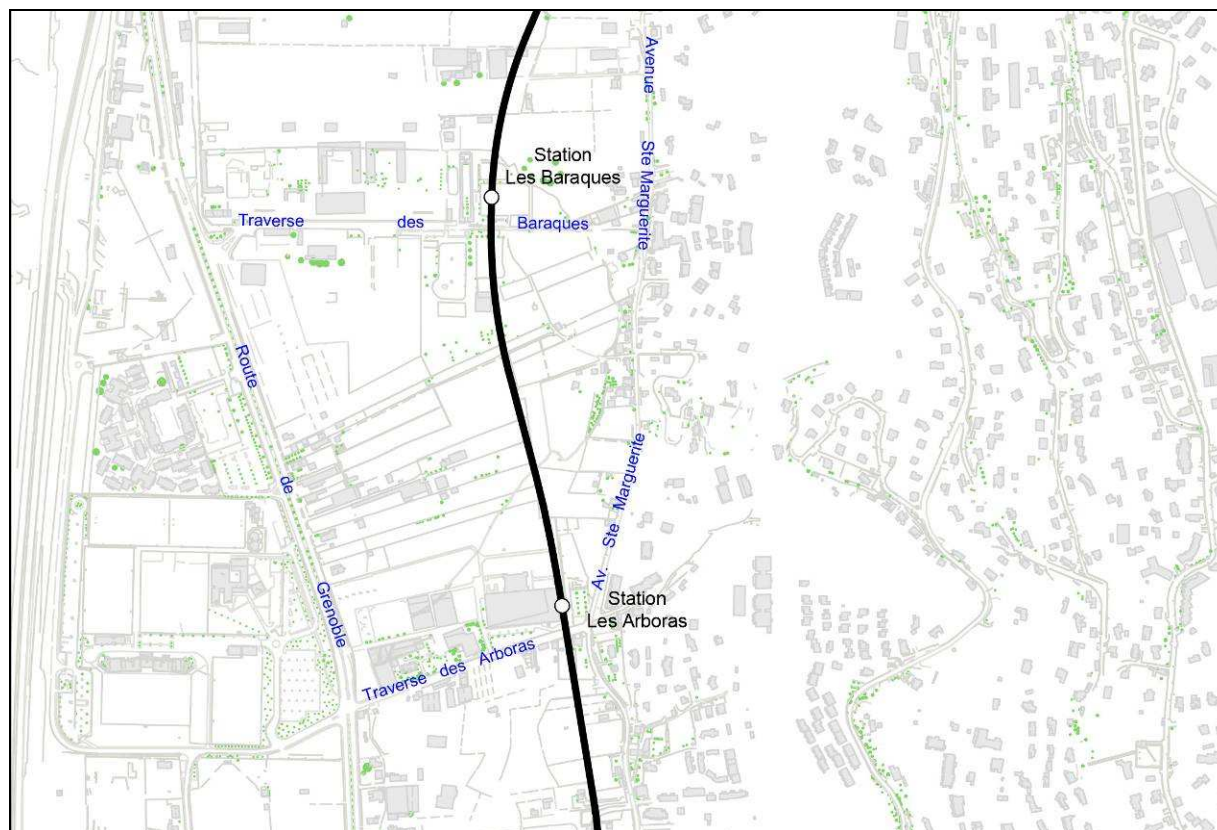 Avenue Ste Marguerite
Station
Les Baraques
Traverse des Baraques
Route de Grenoble
Av. Ste Marguerite
Station
Les Arboras
Traverse des Arboras